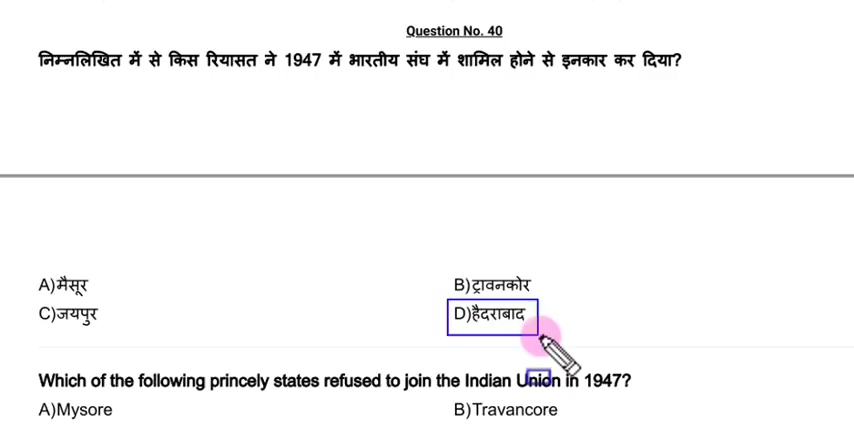 Question No. 40
निम्नलिखित में से किस रियासत ने 1947 में भारतीय संघ में शामिल होने से इनकार कर दिया?
A)मैसूर B)ट्रावनकोर
C)जयपुर D)हैदराबाद
Which of the following princely states refused to join the Indian Union in 1947?
A)Mysore B)Travancore